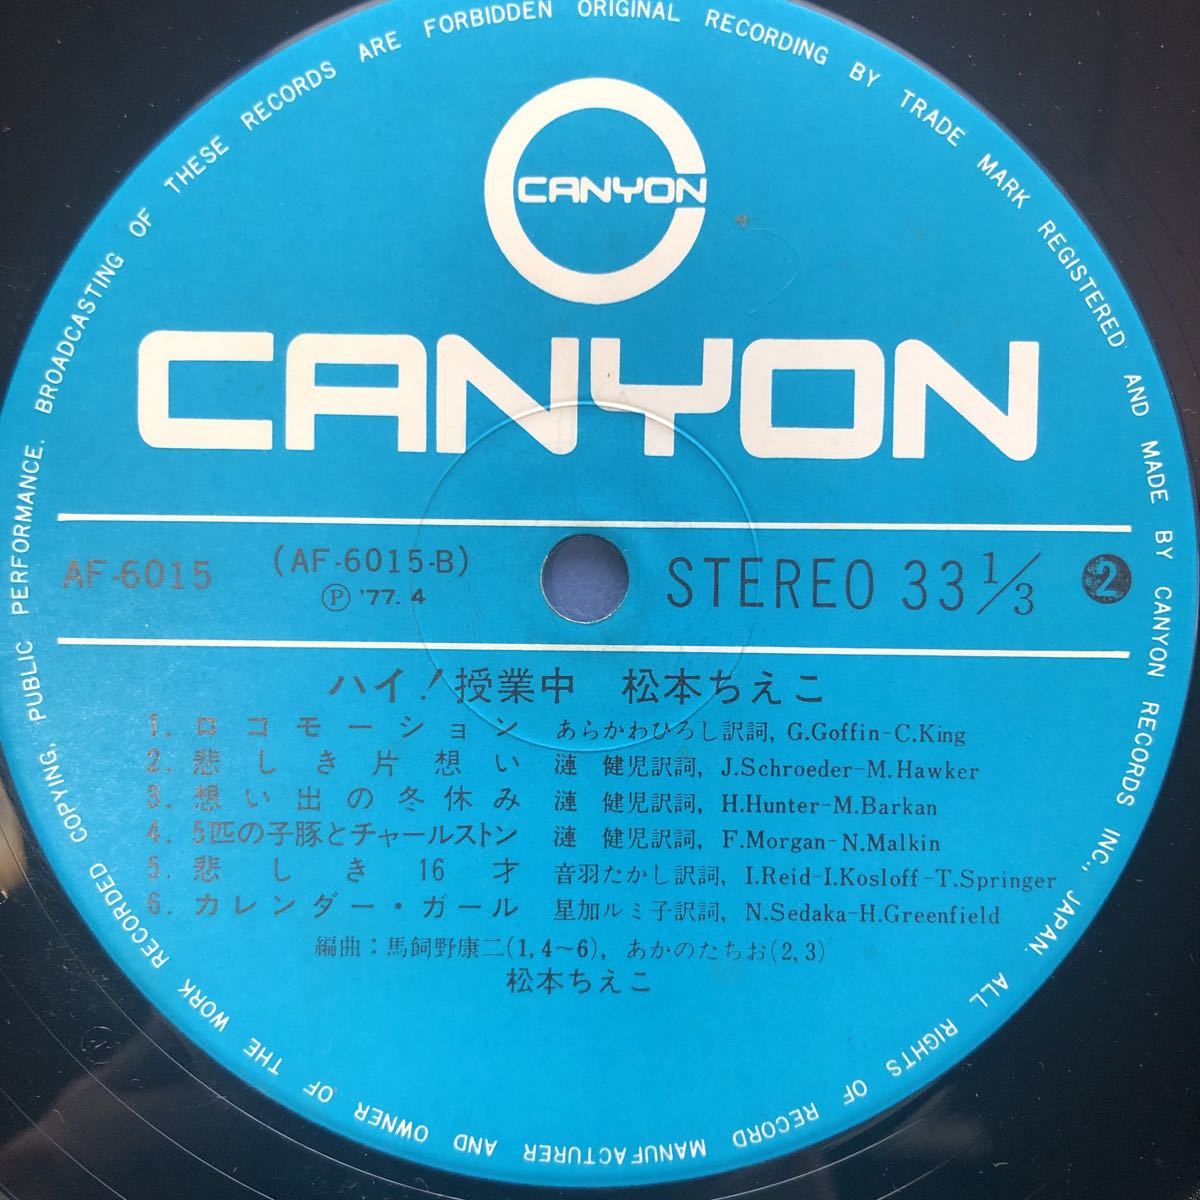 COPYING, PUBLIC PERFORMANCE. BROADCASTING OF THESE RECORDS ARE FORBIDDEN ORIGINAL RECORDING BY TRADE MARK REGISTERED AND MADE BY CANYON RECORDS INC., JAPAN. ALL RIGHTS OF RECORD MANUFACTURER AND OWNER OF THE WORK RECORDED
CANYON
CANYON
AF-6015 (AF-6015-B) STEREO 33 1/3 2
Ⓟ '77. 4
ハイ!授業中 松本ちえこ
1. ロコモーション あらかわひろし訳詞, G.Goffin-C.King
2. 悲しき片想い 漣 健児訳詞, J.Schroeder-M.Hawker
3. 想い出の冬休み 漣 健児訳詞, H.Hunter-M.Barkan
4. 5匹の子豚とチャールストン 漣 健児訳詞, F.Morgan-N.Malkin
5. 悲しき16才 音羽たかし訳詞, I.Reid-I.Kosloff-T.Springer
6. カレンダー・ガール 星加ルミ子訳詞, N.Sedaka-H.Greenfield
編曲:馬飼野康二(1,4~6), あかのたちお(2,3)
松本ちえこ